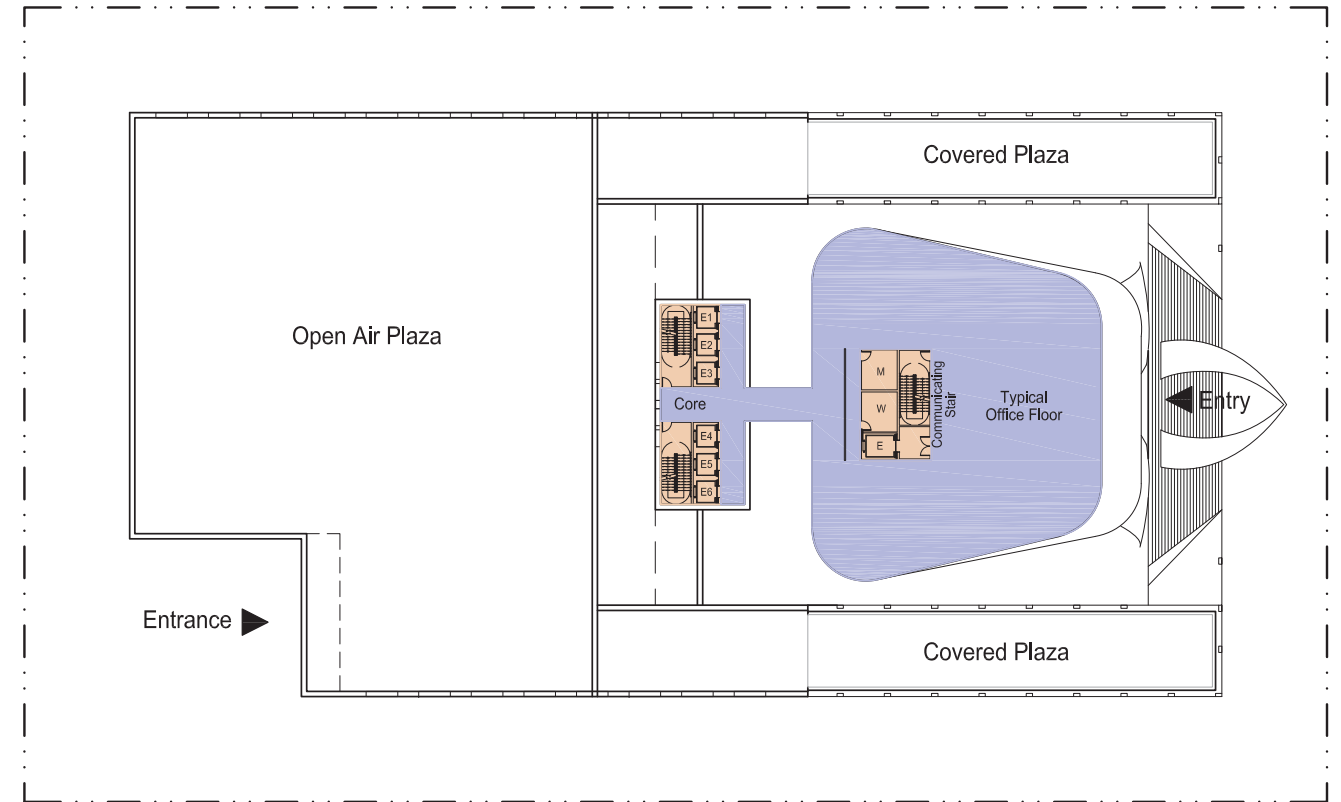 Covered Plaza
Open Air Plaza
E1
E2
E3
Core
E4
E5
E6
M
W
E
Communicating
Stair
Typical
Office Floor
Entry
Entrance
Covered Plaza